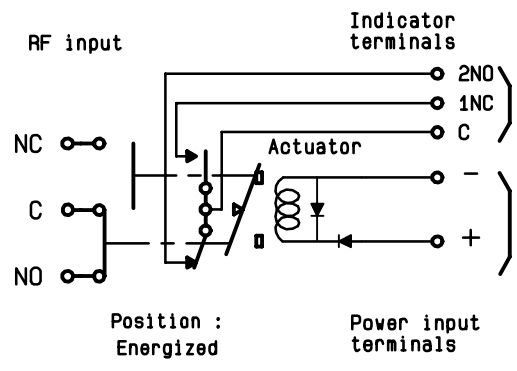 Indicator
terminals
RF input
2NO
1NC
C
NC
Actuator
−
C
+
NO
Position :
Energized
Power input
terminals